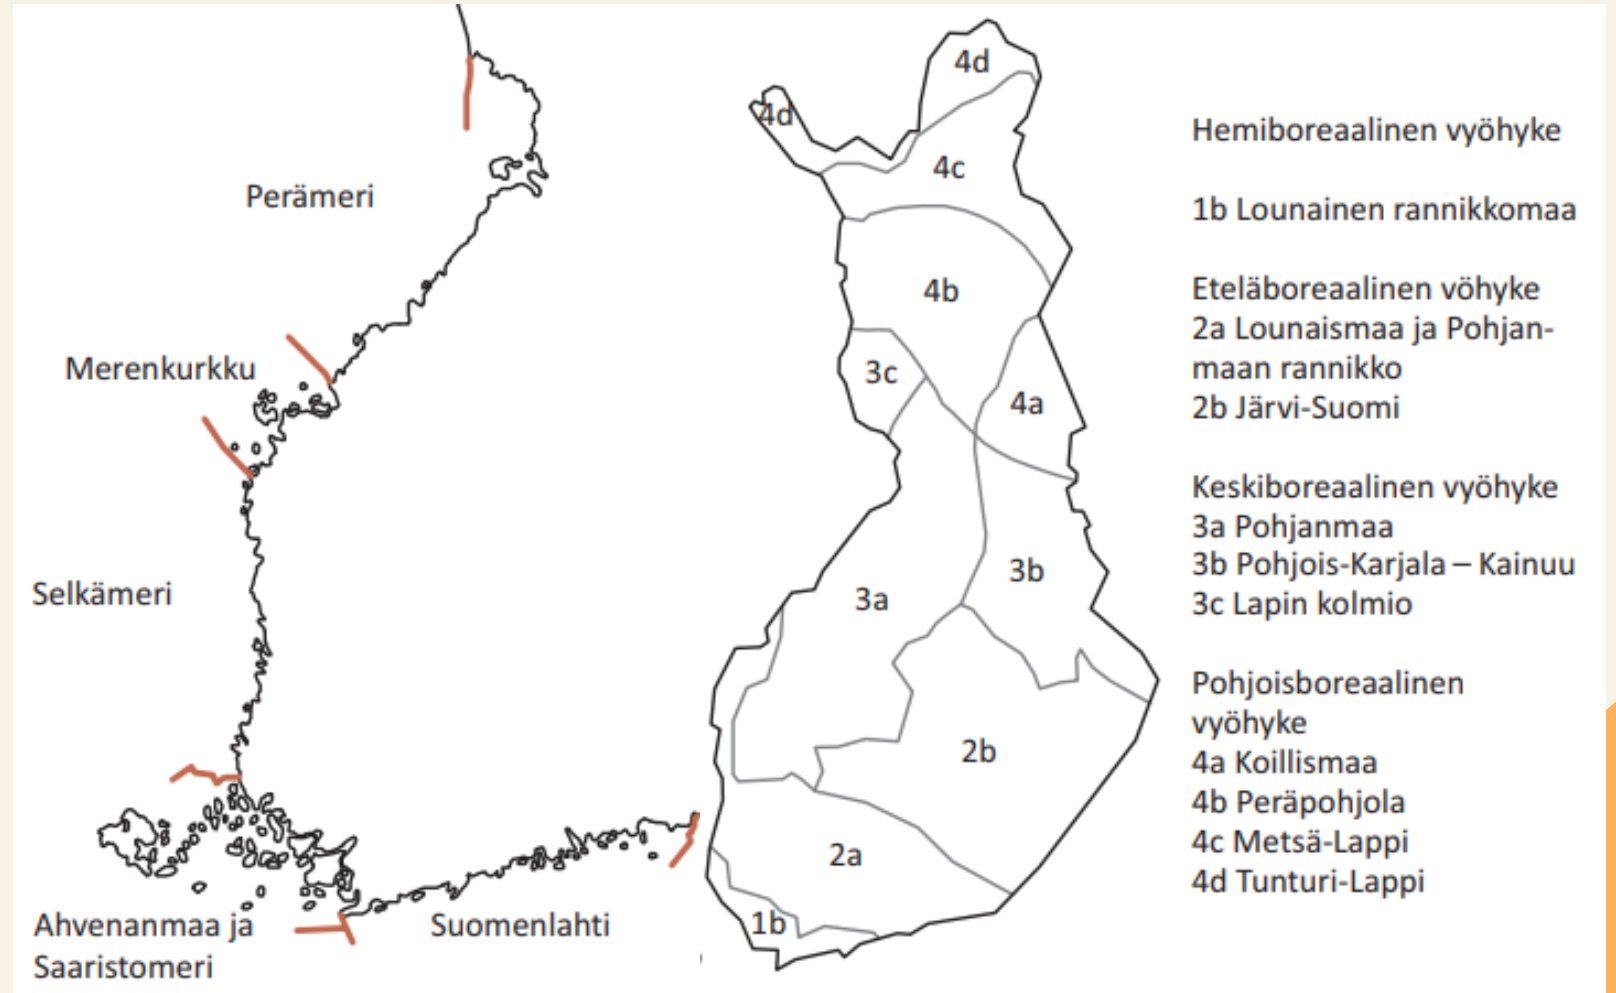 Perämeri
Merenkurkku
Selkämeri
Ahvenanmaa ja
Saaristomeri
Suomenlahti
4d
4d
4c
4b
3c
4a
3b
3a
2b
2a
1b
Hemiboreaalinen vyöhyke
1b Lounainen rannikkomaa
Eteläboreaalinen vöhyke
2a Lounaismaa ja Pohjan-
maan rannikko
2b Järvi-Suomi
Keskiboreaalinen vyöhyke
3a Pohjanmaa
3b Pohjois-Karjala – Kainuu
3c Lapin kolmio
Pohjoisboreaalinen
vyöhyke
4a Koillismaa
4b Peräpohjola
4c Metsä-Lappi
4d Tunturi-Lappi